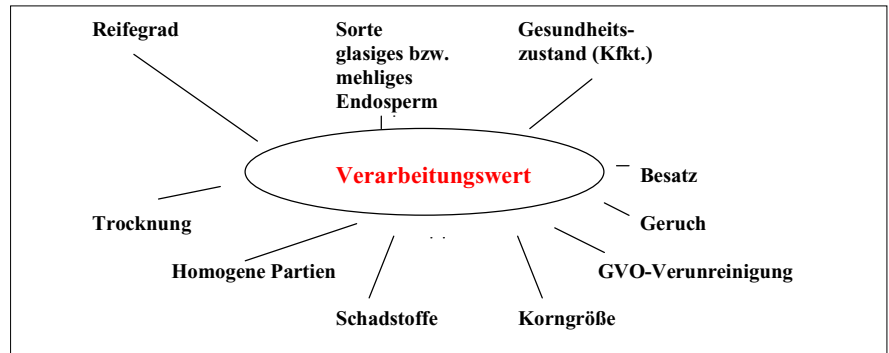 Reifegrad
Sorte
glasiges bzw.
mehliges
Endosperm
Gesundheits-
zustand (Kfkt.)
Verarbeitungswert
Besatz
Trocknung
Geruch
Homogene Partien
GVO-Verunreinigung
Schadstoffe
Korngröße